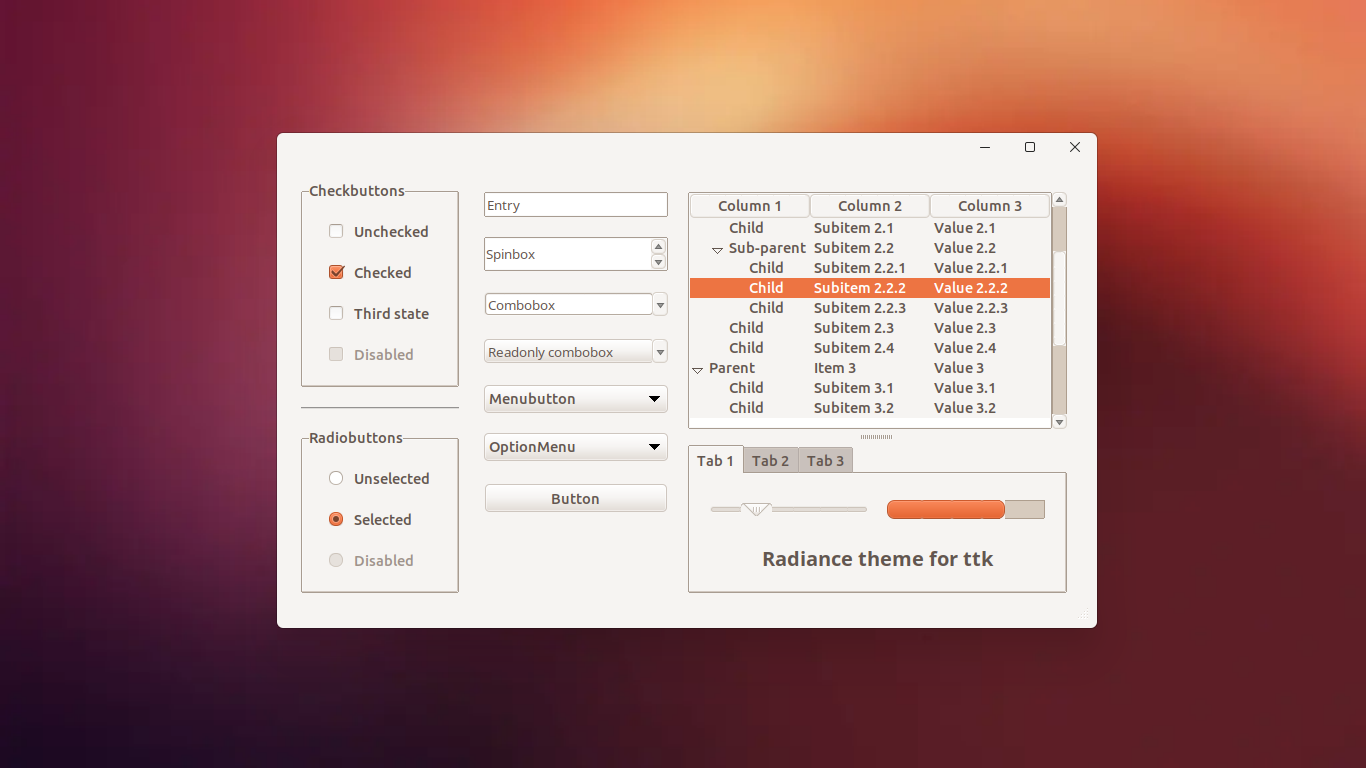 Checkbuttons
Unchecked
Checked
Third state
Disabled
Radiobuttons
Unselected
Selected
Disabled
Entry
Spinbox
Combobox
Readonly combobox
Menubutton
OptionMenu
Button
Column 1 Column 2 Column 3
Child Subitem 2.1 Value 2.1
Sub-parent Subitem 2.2 Value 2.2
Child Subitem 2.2.1 Value 2.2.1
Child Subitem 2.2.2 Value 2.2.2
Child Subitem 2.2.3 Value 2.2.3
Child Subitem 2.3 Value 2.3
Child Subitem 2.4 Value 2.4
Parent Item 3 Value 3
Child Subitem 3.1 Value 3.1
Child Subitem 3.2 Value 3.2
Tab 1 Tab 2 Tab 3
Radiance theme for ttk